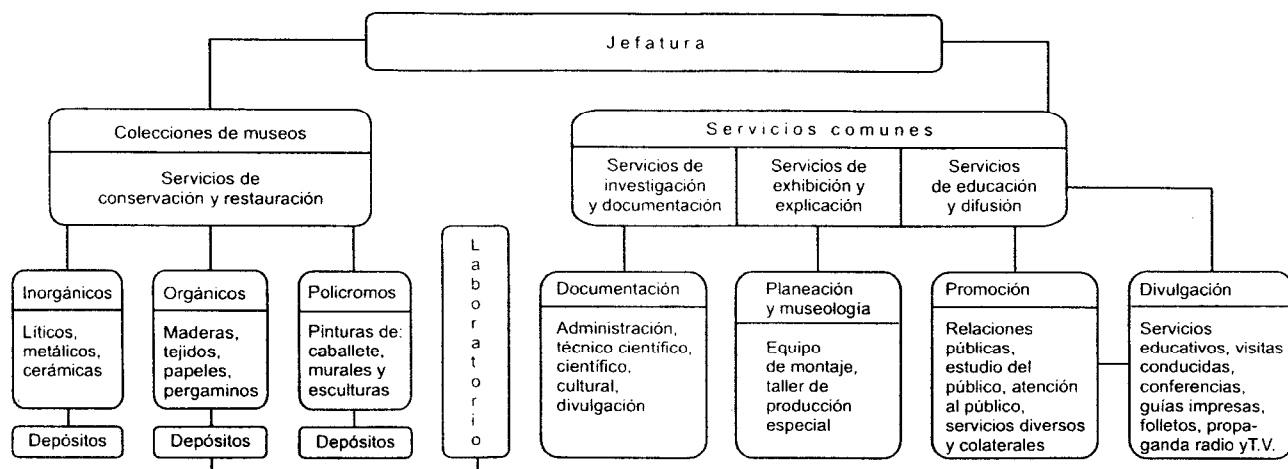 Jefatura
Colecciones de museos
Servicios de
conservación y restauración
Servicios comunes
Servicios de
investigación
y documentación
Servicios de
exhibición y
explicación
Servicios
de educación
y difusión
Inorgánicos
Líticos,
metálicos,
cerámicas
Depósitos
Orgánicos
Maderas,
tejidos,
papeles,
pergaminos
Depósitos
Policromos
Pinturas de:
caballete,
murales y
esculturas
Depósitos
Laboratorio
Documentación
Administración,
técnico científico,
científico,
cultural,
divulgación
Planeación
y museología
Equipo
de montaje,
taller de
producción
especial
Promoción
Relaciones
públicas,
estudio del
público, atención
al público,
servicios diversos
y colaterales
Divulgación
Servicios
educativos, visitas
conducidas,
conferencias,
guías impresas,
folletos, propa-
ganda radio yT.V.